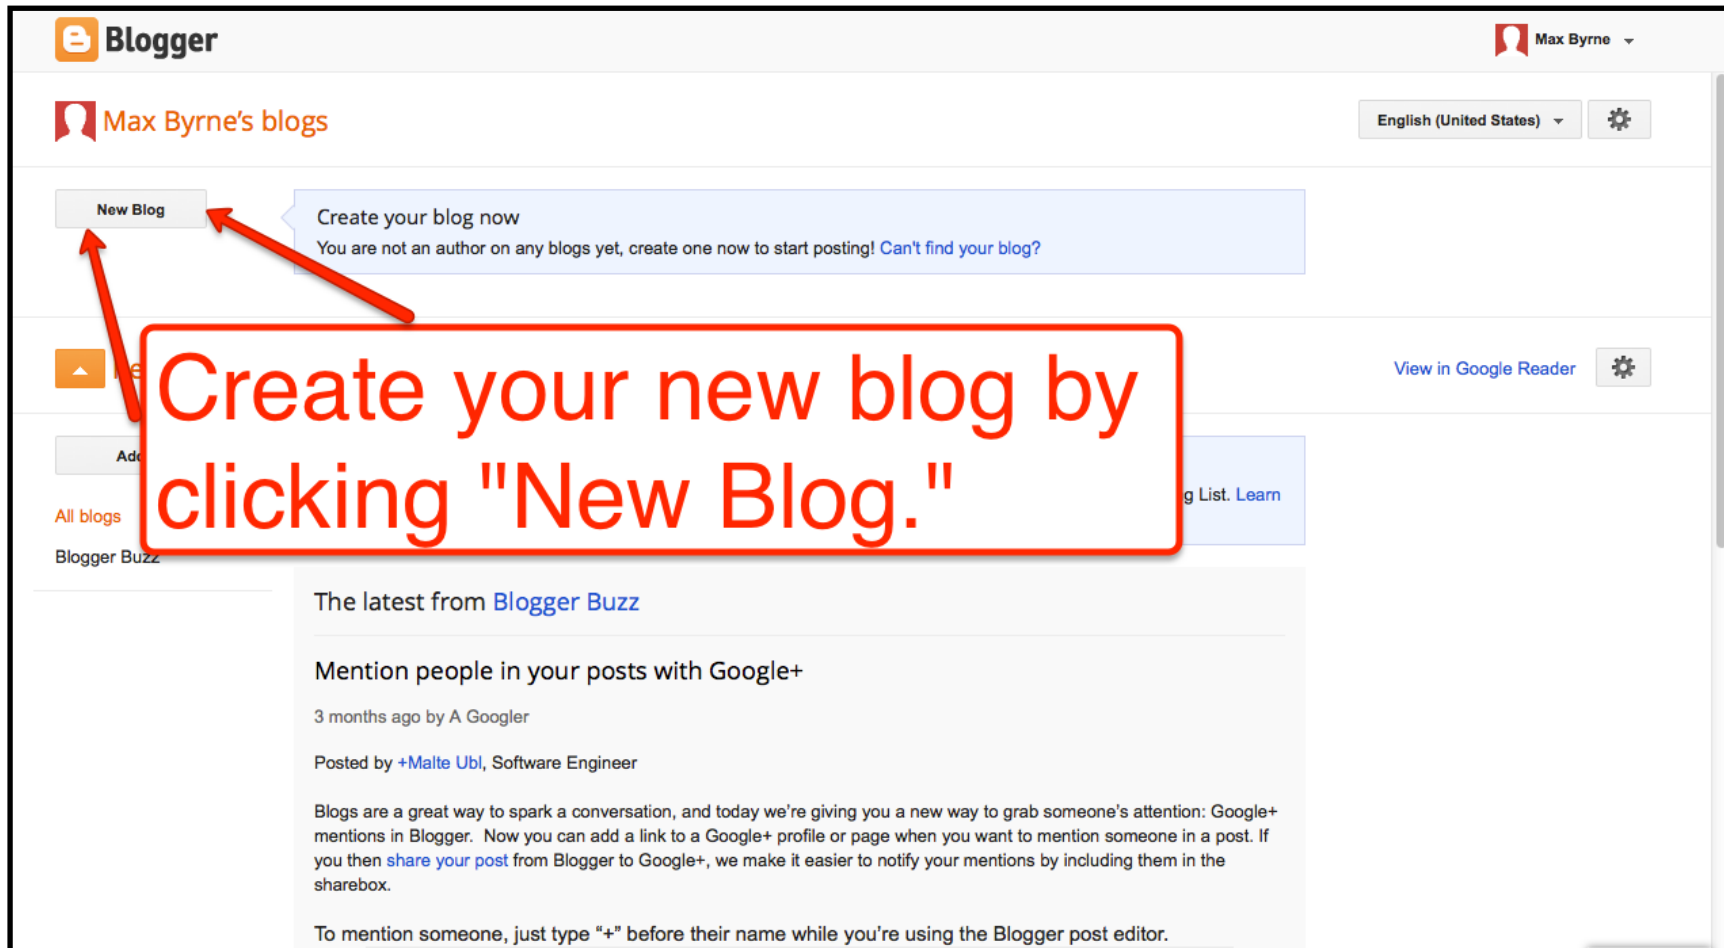 Blogger
Max Byrne
Max Byrne's blogs
English (United States)
New Blog
Create your blog now
You are not an author on any blogs yet, create one now to start posting! Can't find your blog?
Create your new blog by
clicking "New Blog."
View in Google Reader
g List. Learn
All blogs
Blogger Buzz
The latest from Blogger Buzz
Mention people in your posts with Google+
3 months ago by A Googler
Posted by +Malte Ubl, Software Engineer
Blogs are a great way to spark a conversation, and today we're giving you a new way to grab someone's attention: Google+
mentions in Blogger.  Now you can add a link to a Google+ profile or page when you want to mention someone in a post. If
you then share your post from Blogger to Google+, we make it easier to notify your mentions by including them in the
sharebox.
To mention someone, just type "+" before their name while you're using the Blogger post editor.